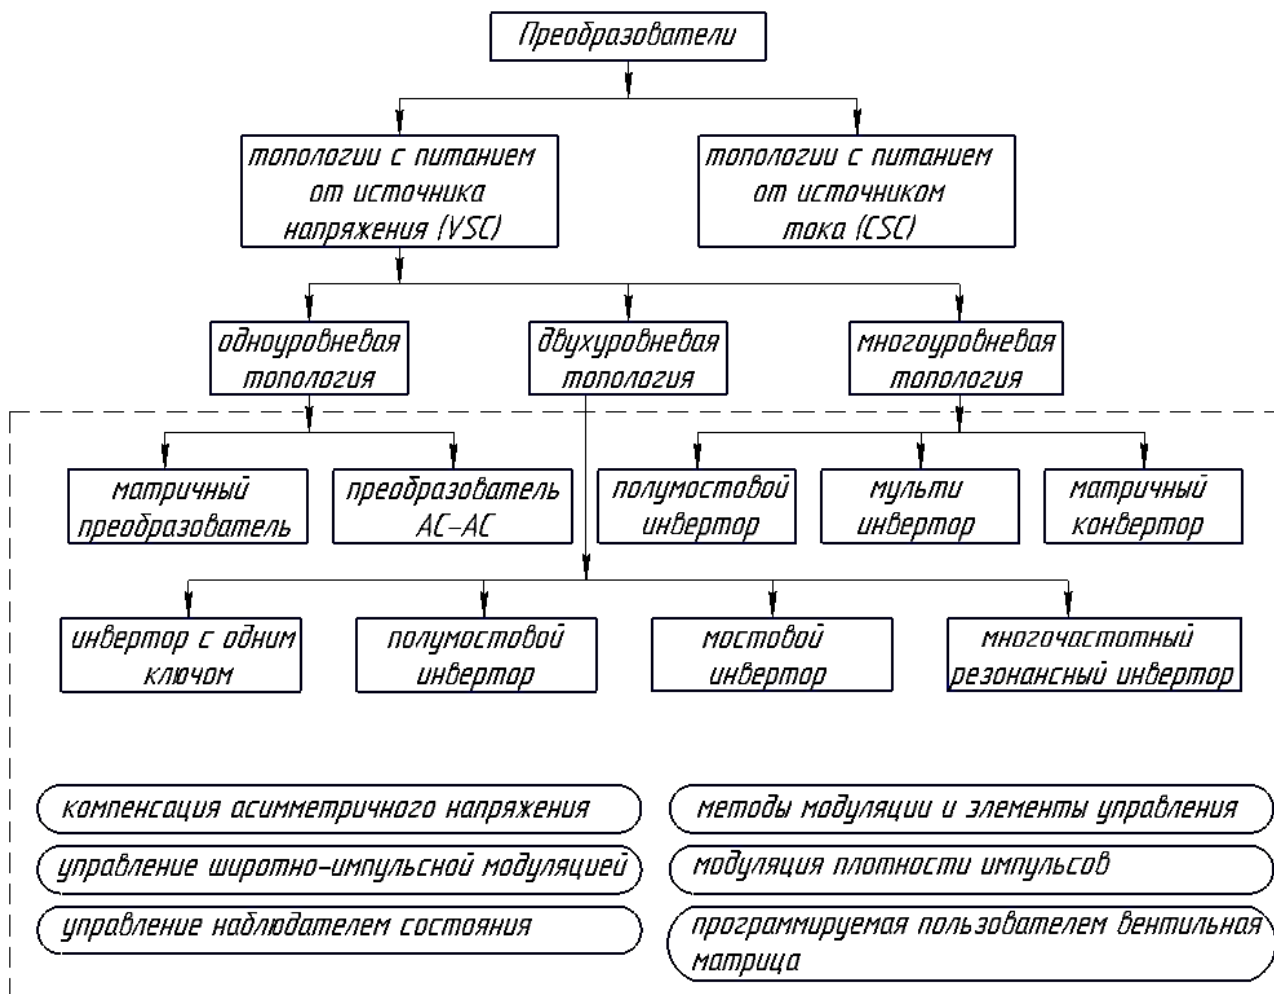 Преобразователи
топологии с питанием
от источника
напряжения (VSC)
топологии с питанием
от источником
тока (CSC)
одноуровневая
топология
двухуровневая
топология
многоуровневая
топология
матричный
преобразователь
преобразователь
AC-AC
полумостовой
инвертор
мульти
инвертор
матричный
конвертор
инвертор с одним
ключом
полумостовой
инвертор
мостовой
инвертор
многочастотный
резонансный инвертор
компенсация асимметричного напряжения
методы модуляции и элементы управления
управление широтно-импульсной модуляцией
модуляция плотности импульсов
управление наблюдателем состояния
программируемая пользователем вентильная
матрица